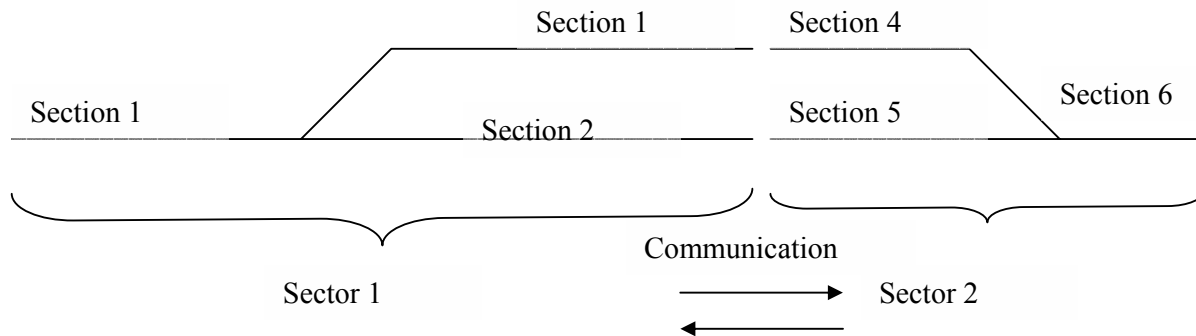 Section 1
Section 4
Section 1
Section 6
Section 2
Section 5
Communication
Sector 1
Sector 2